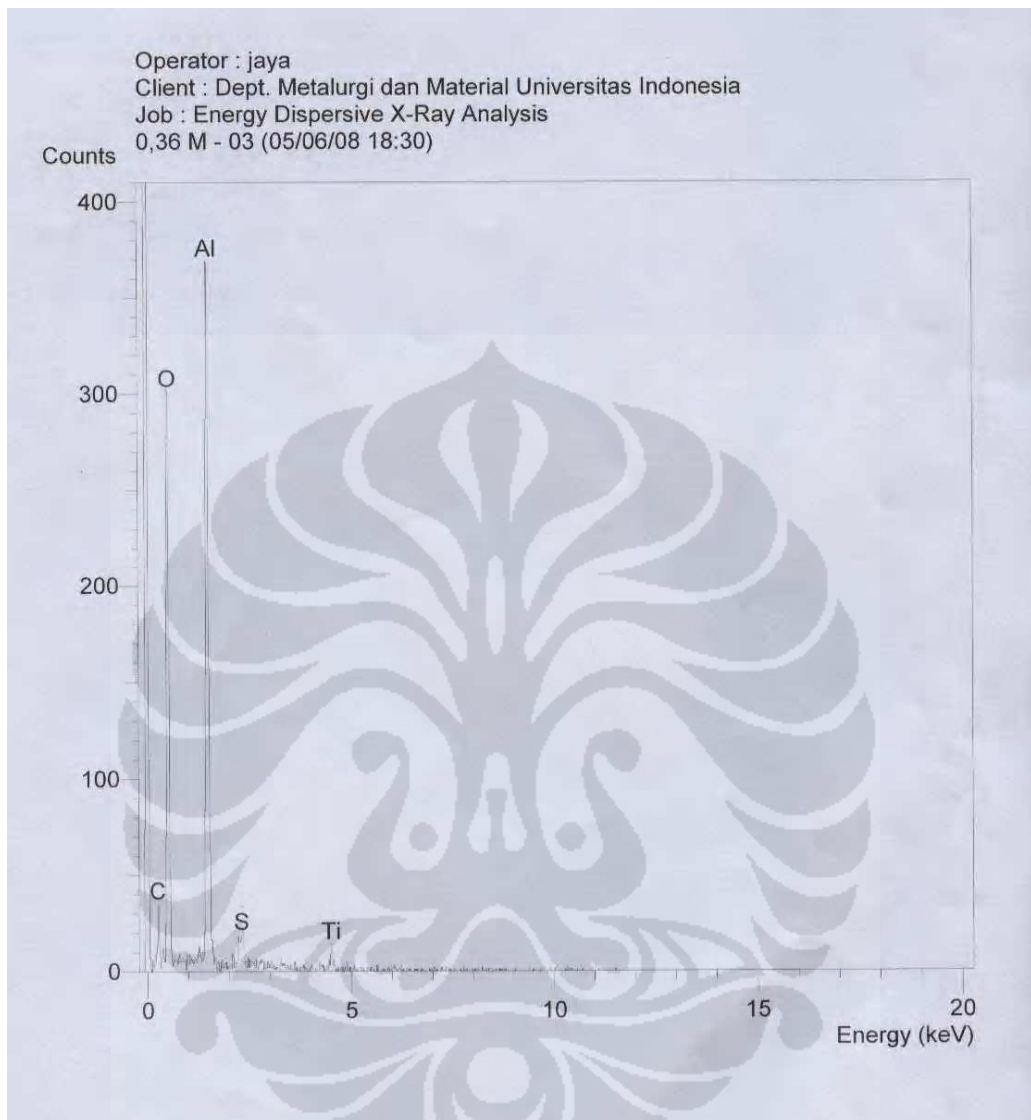 Operator : jaya
Client : Dept. Metalurgi dan Material Universitas Indonesia
Job : Energy Dispersive X-Ray Analysis
0,36 M - 03 (05/06/08 18:30)
Counts
400
Al
300
O
200
100
C
S
Ti
0
0 5 10 15 20
Energy (keV)